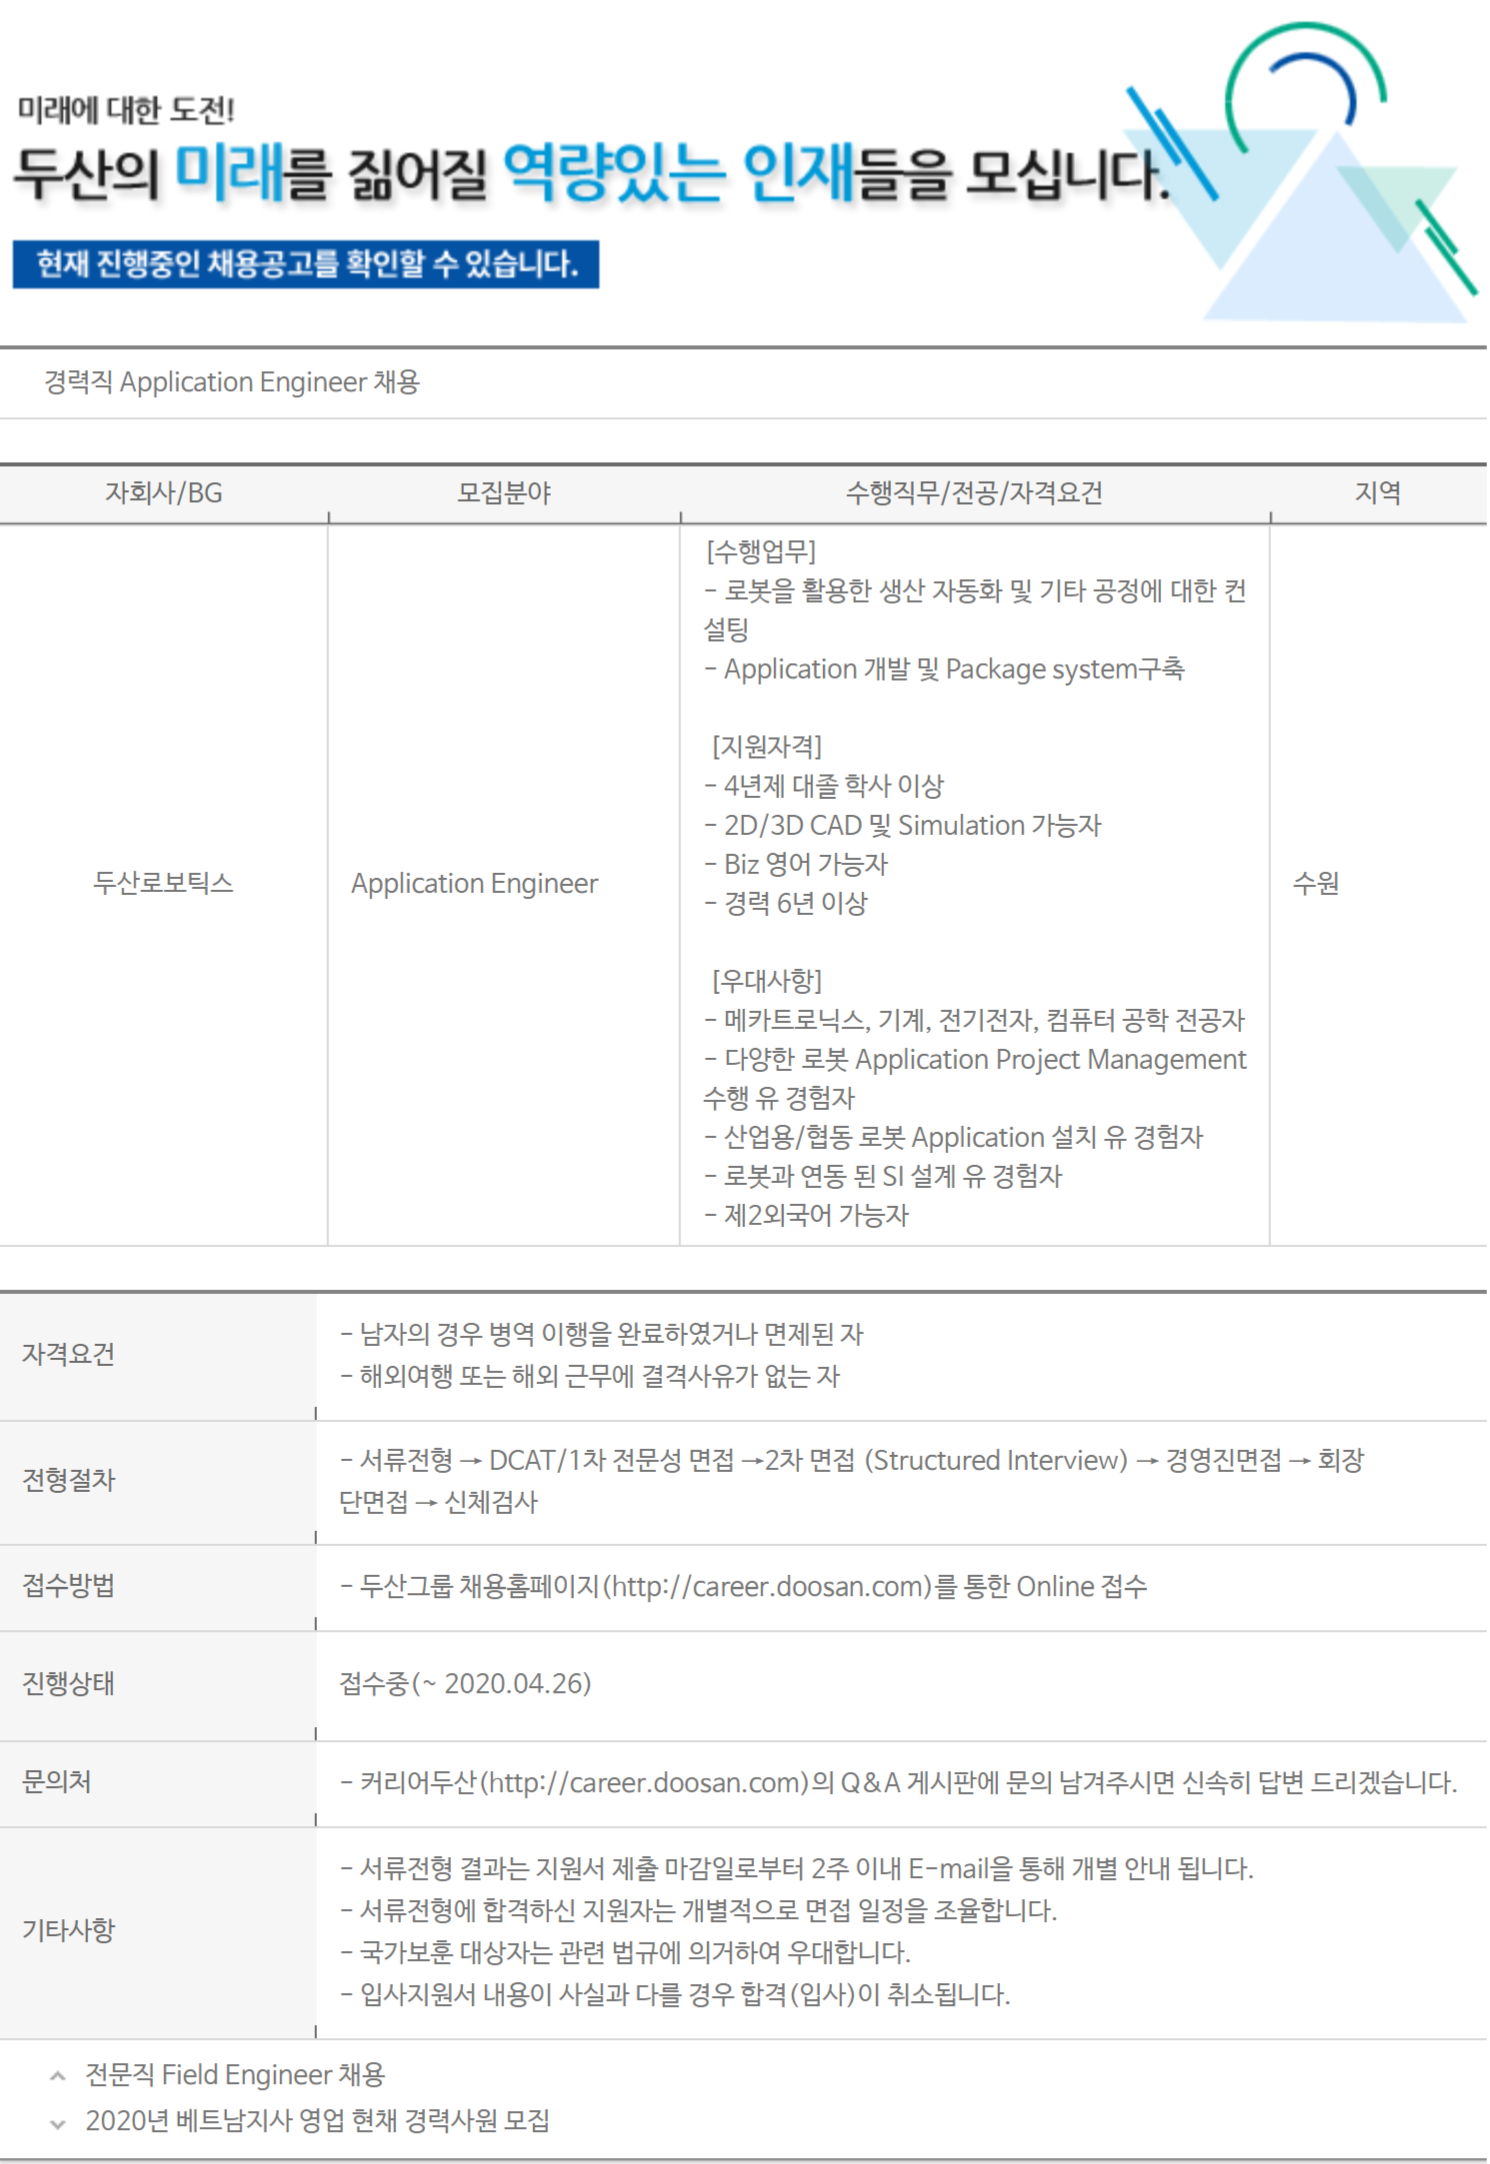 미래에 대한 도전!
두산의 미래를 짊어질 역량있는 인재들을 모십니다.
현재 진행중인 채용공고를 확인할 수 있습니다.
경력직 Application Engineer 채용
자회사/BG 모집분야 수행직무/전공/자격요건 지역
두산로보틱스
Application Engineer
[수행업무]
- 로봇을 활용한 생산 자동화 및 기타 공정에 대한 컨
설팅
- Application 개발 및 Package system구축
[지원자격]
- 4년제 대졸 학사 이상
- 2D/3D CAD 및 Simulation 가능자
- Biz 영어 가능자
- 경력 6년 이상
[우대사항]
- 메카트로닉스, 기계, 전기전자, 컴퓨터 공학 전공자
- 다양한 로봇 Application Project Management
수행 유 경험자
- 산업용/협동 로봇 Application 설치 유 경험자
- 로봇과 연동 된 SI 설계 유 경험자
- 제2외국어 가능자
수원
자격요건
- 남자의 경우 병역 이행을 완료하였거나 면제된 자
- 해외여행 또는 해외 근무에 결격사유가 없는 자
전형절차
- 서류전형 → DCAT/1차 전문성 면접 →2차 면접 (Structured Interview) → 경영진면접 → 회장
단면접 → 신체검사
접수방법
- 두산그룹 채용홈페이지(http://career.doosan.com)를 통한 Online 접수
진행상태
접수중(~ 2020.04.26)
문의처
- 커리어두산(http://career.doosan.com)의 Q&A 게시판에 문의 남겨주시면 신속히 답변 드리겠습니다.
기타사항
- 서류전형 결과는 지원서 제출 마감일로부터 2주 이내 E-mail을 통해 개별 안내 됩니다.
- 서류전형에 합격하신 지원자는 개별적으로 면접 일정을 조율합니다.
- 국가보훈 대상자는 관련 법규에 의거하여 우대합니다.
- 입사지원서 내용이 사실과 다를 경우 합격(입사)이 취소됩니다.
전문직 Field Engineer 채용
2020년 베트남지사 영업 현채 경력사원 모집